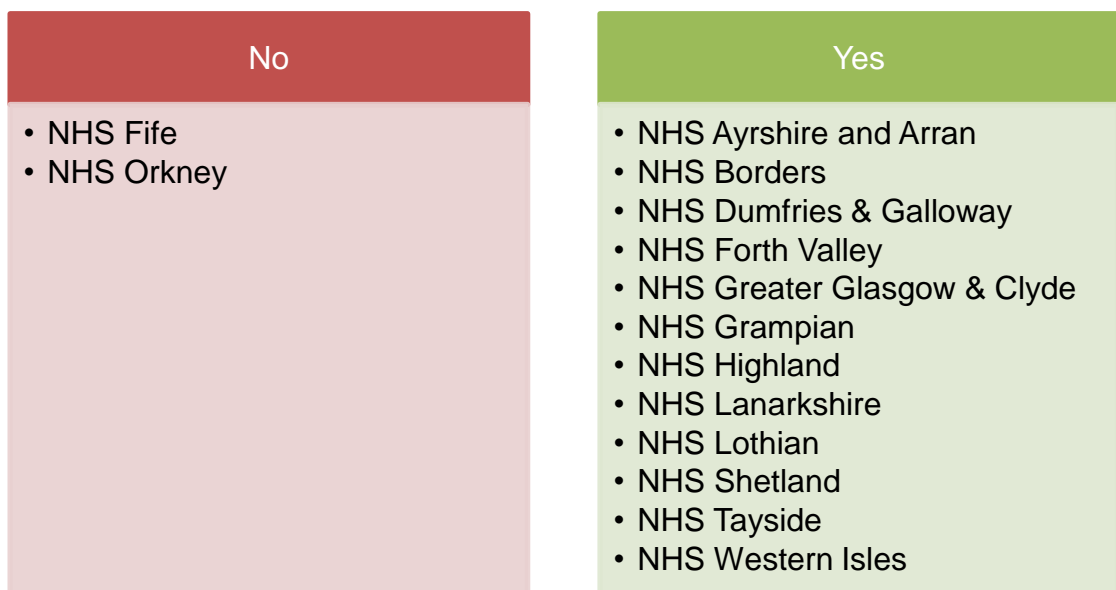 No
• NHS Fife
• NHS Orkney
Yes
• NHS Ayrshire and Arran
• NHS Borders
• NHS Dumfries & Galloway
• NHS Forth Valley
• NHS Greater Glasgow & Clyde
• NHS Grampian
• NHS Highland
• NHS Lanarkshire
• NHS Lothian
• NHS Shetland
• NHS Tayside
• NHS Western Isles